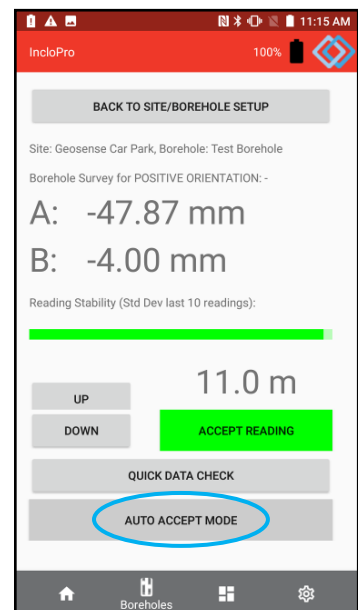 11:15 AM
IncloPro
100%
BACK TO SITE/BOREHOLE SETUP
Site: Geosense Car Park, Borehole: Test Borehole
Borehole Survey for POSITIVE ORIENTATION: -
A: -47.87 mm
B: -4.00 mm
Reading Stability (Std Dev last 10 readings):
11.0 m
UP
DOWN
ACCEPT READING
QUICK DATA CHECK
AUTO ACCEPT MODE
Boreholes